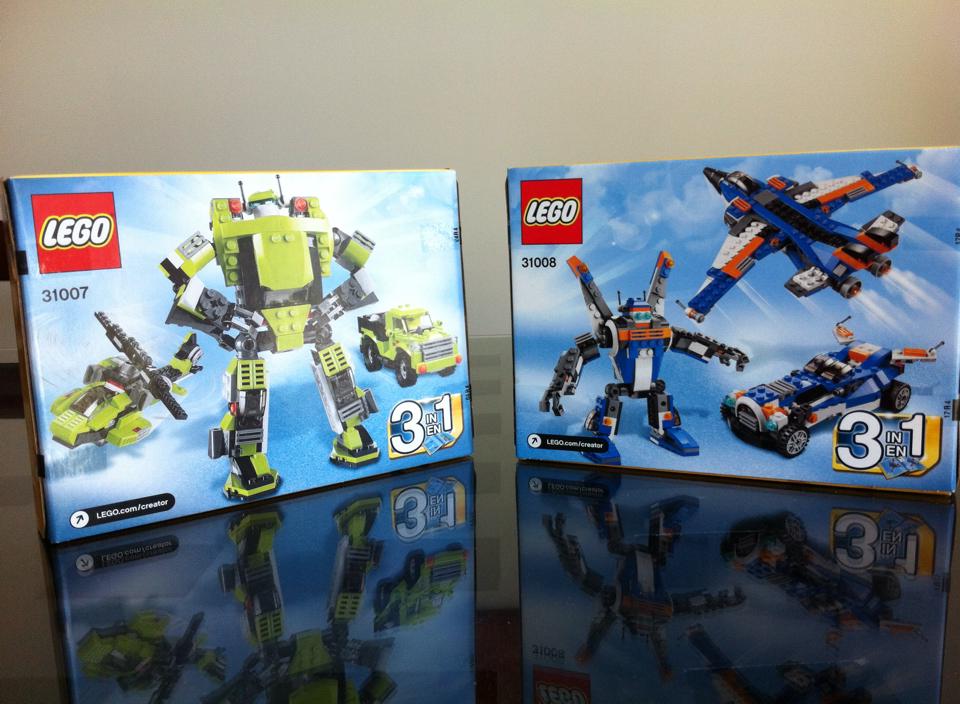 LEGO
31007
3 IN EN 1
LEGO.com/creator
LEGO
31008
3 IN EN 1
LEGO.com/creator